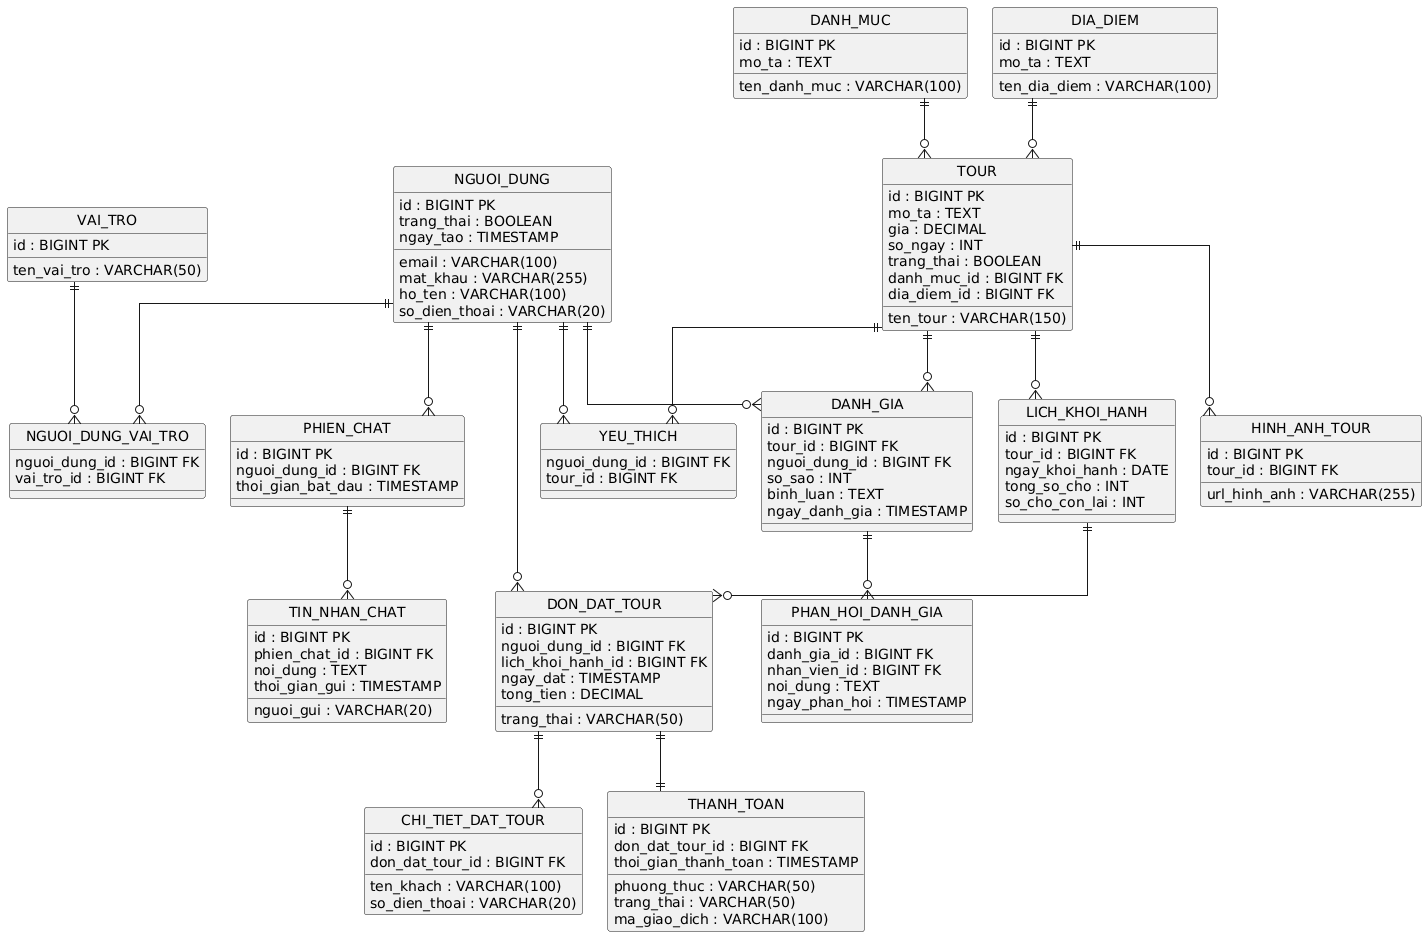 DANH_MUC
id : BIGINT PK
mo_ta : TEXT
ten_danh_muc : VARCHAR(100)
DIA_DIEM
id : BIGINT PK
mo_ta : TEXT
ten_dia_diem : VARCHAR(100)
TOUR
id : BIGINT PK
mo_ta : TEXT
gia : DECIMAL
so_ngay : INT
trang_thai : BOOLEAN
danh_muc_id : BIGINT FK
dia_diem_id : BIGINT FK
ten_tour : VARCHAR(150)
NGUOI_DUNG
id : BIGINT PK
trang_thai : BOOLEAN
ngay_tao : TIMESTAMP
email : VARCHAR(100)
mat_khau : VARCHAR(255)
ho_ten : VARCHAR(100)
so_dien_thoai : VARCHAR(20)
VAI_TRO
id : BIGINT PK
ten_vai_tro : VARCHAR(50)
NGUOI_DUNG_VAI_TRO
nguoi_dung_id : BIGINT FK
vai_tro_id : BIGINT FK
PHIEN_CHAT
id : BIGINT PK
nguoi_dung_id : BIGINT FK
thoi_gian_bat_dau : TIMESTAMP
YEU_THICH
nguoi_dung_id : BIGINT FK
tour_id : BIGINT FK
DANH_GIA
id : BIGINT PK
tour_id : BIGINT FK
nguoi_dung_id : BIGINT FK
so_sao : INT
binh_luan : TEXT
ngay_danh_gia : TIMESTAMP
LICH_KHOI_HANH
id : BIGINT PK
tour_id : BIGINT FK
ngay_khoi_hanh : DATE
tong_so_cho : INT
so_cho_con_lai : INT
HINH_ANH_TOUR
id : BIGINT PK
tour_id : BIGINT FK
url_hinh_anh : VARCHAR(255)
TIN_NHAN_CHAT
id : BIGINT PK
phien_chat_id : BIGINT FK
noi_dung : TEXT
thoi_gian_gui : TIMESTAMP
nguoi_gui : VARCHAR(20)
DON_DAT_TOUR
id : BIGINT PK
nguoi_dung_id : BIGINT FK
lich_khoi_hanh_id : BIGINT FK
ngay_dat : TIMESTAMP
tong_tien : DECIMAL
trang_thai : VARCHAR(50)
PHAN_HOI_DANH_GIA
id : BIGINT PK
danh_gia_id : BIGINT FK
nhan_vien_id : BIGINT FK
noi_dung : TEXT
ngay_phan_hoi : TIMESTAMP
CHI_TIET_DAT_TOUR
id : BIGINT PK
don_dat_tour_id : BIGINT FK
ten_khach : VARCHAR(100)
so_dien_thoai : VARCHAR(20)
THANH_TOAN
id : BIGINT PK
don_dat_tour_id : BIGINT FK
thoi_gian_thanh_toan : TIMESTAMP
phuong_thuc : VARCHAR(50)
trang_thai : VARCHAR(50)
ma_giao_dich : VARCHAR(100)